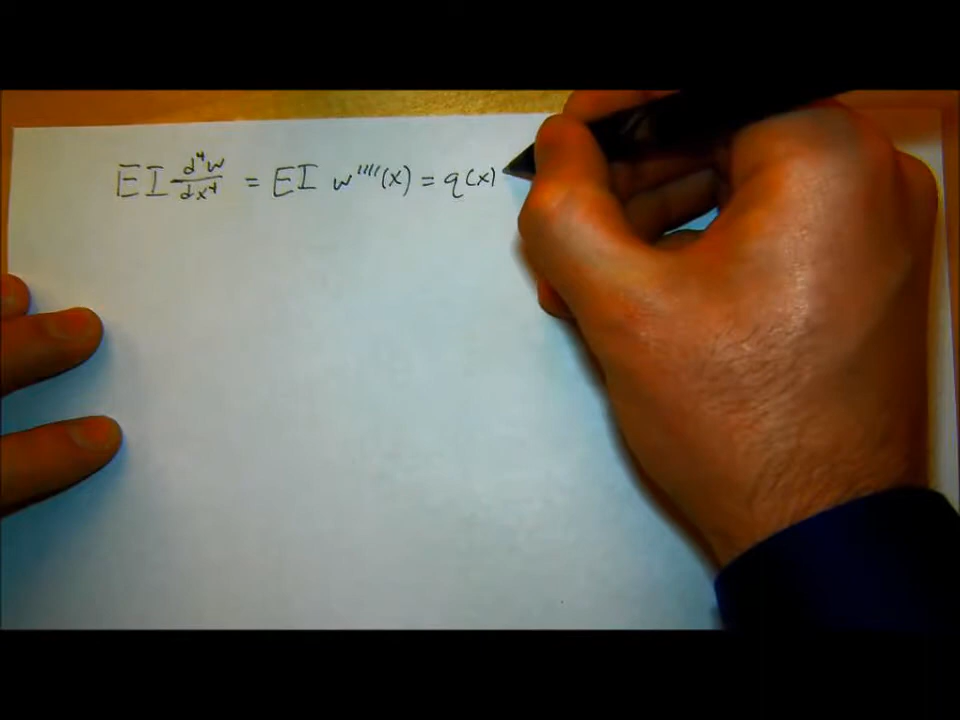 EI d⁴w/dx⁴ = EI w''''(x) = q(x)